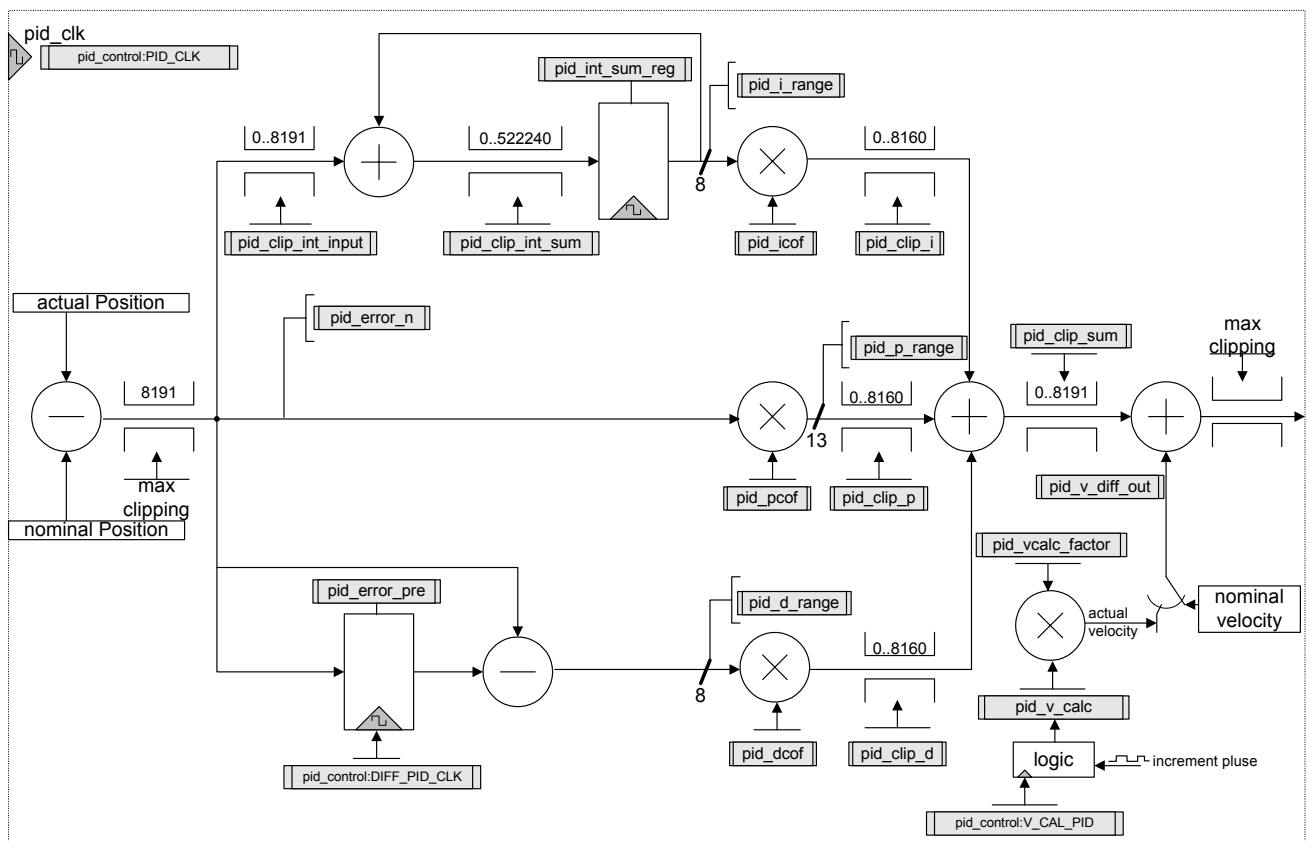 pid_clk
pid_control:PID_CLK
pid_int_sum_reg
pid_i_range
0..8191
0..522240
0..8160
8
pid_clip_int_input
pid_clip_int_sum
pid_icof
pid_clip_i
actual Position
pid_error_n
pid_p_range
pid_clip_sum
max
clipping
8191
0..8160
0..8191
13
max
clipping
pid_pcof
pid_clip_p
pid_v_diff_out
nominal Position
pid_vcalc_factor
pid_error_pre
pid_d_range
actual
velocity
nominal
velocity
0..8160
8
pid_v_calc
pid_dcof
pid_clip_d
logic
increment pluse
pid_control:DIFF_PID_CLK
pid_control:V_CAL_PID